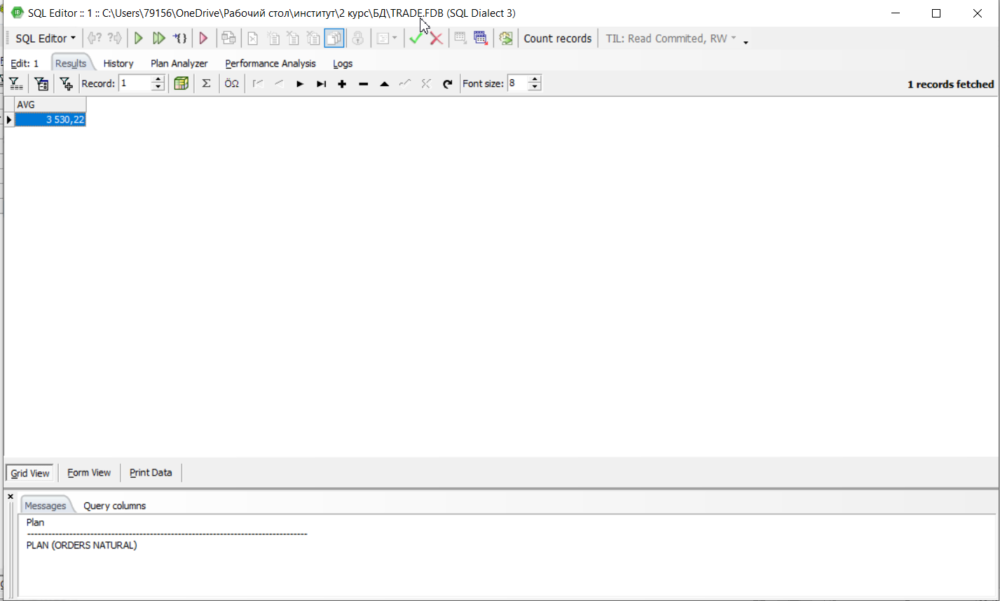 SQL Editor :: 1 :: C:\Users\79156\OneDrive\Рабочий стол\институт\2 курс\БД\TRADE.FDB (SQL Dialect 3)
SQL Editor Count records TIL: Read Commited, RW
Edit: 1 Results History Plan Analyzer Performance Analysis Logs
Record: 1 Σ ÖΩ Font size: 8 1 records fetched
AVG
3 530,22
Grid View Form View Print Data
Messages Query columns
Plan
--------------------------------------------------------------------------------
PLAN (ORDERS NATURAL)